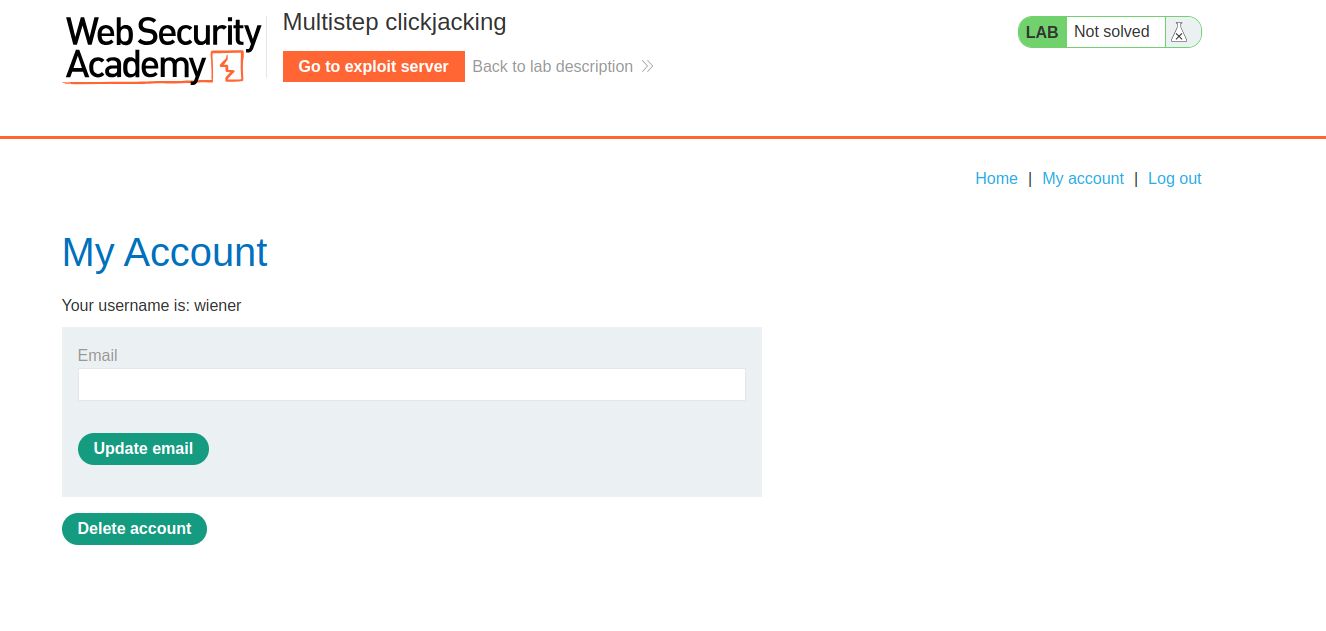 Web Security
Academy
Multistep clickjacking
Go to exploit server
Back to lab description
LAB Not solved
Home | My account | Log out
My Account
Your username is: wiener
Email
Update email
Delete account